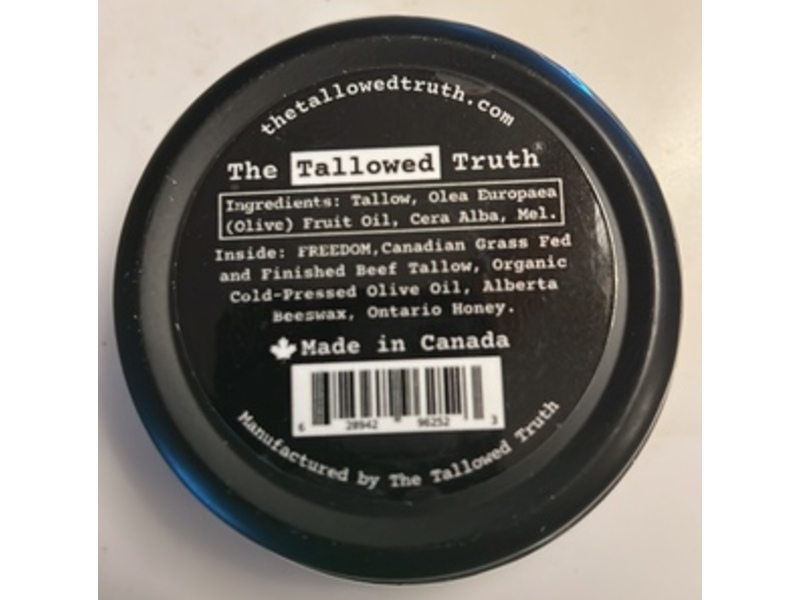 thetallowedtruth.com
The Tallowed Truth®
Ingredients: Tallow, Olea Europaea
(Olive) Fruit Oil, Cera Alba, Mel.
Inside: FREEDOM,Canadian Grass Fed
and Finished Beef Tallow, Organic
Cold-Pressed Olive Oil, Alberta
Beeswax, Ontario Honey.
Made in Canada
6 28942 96252 3
Manufactured by The Tallowed Truth